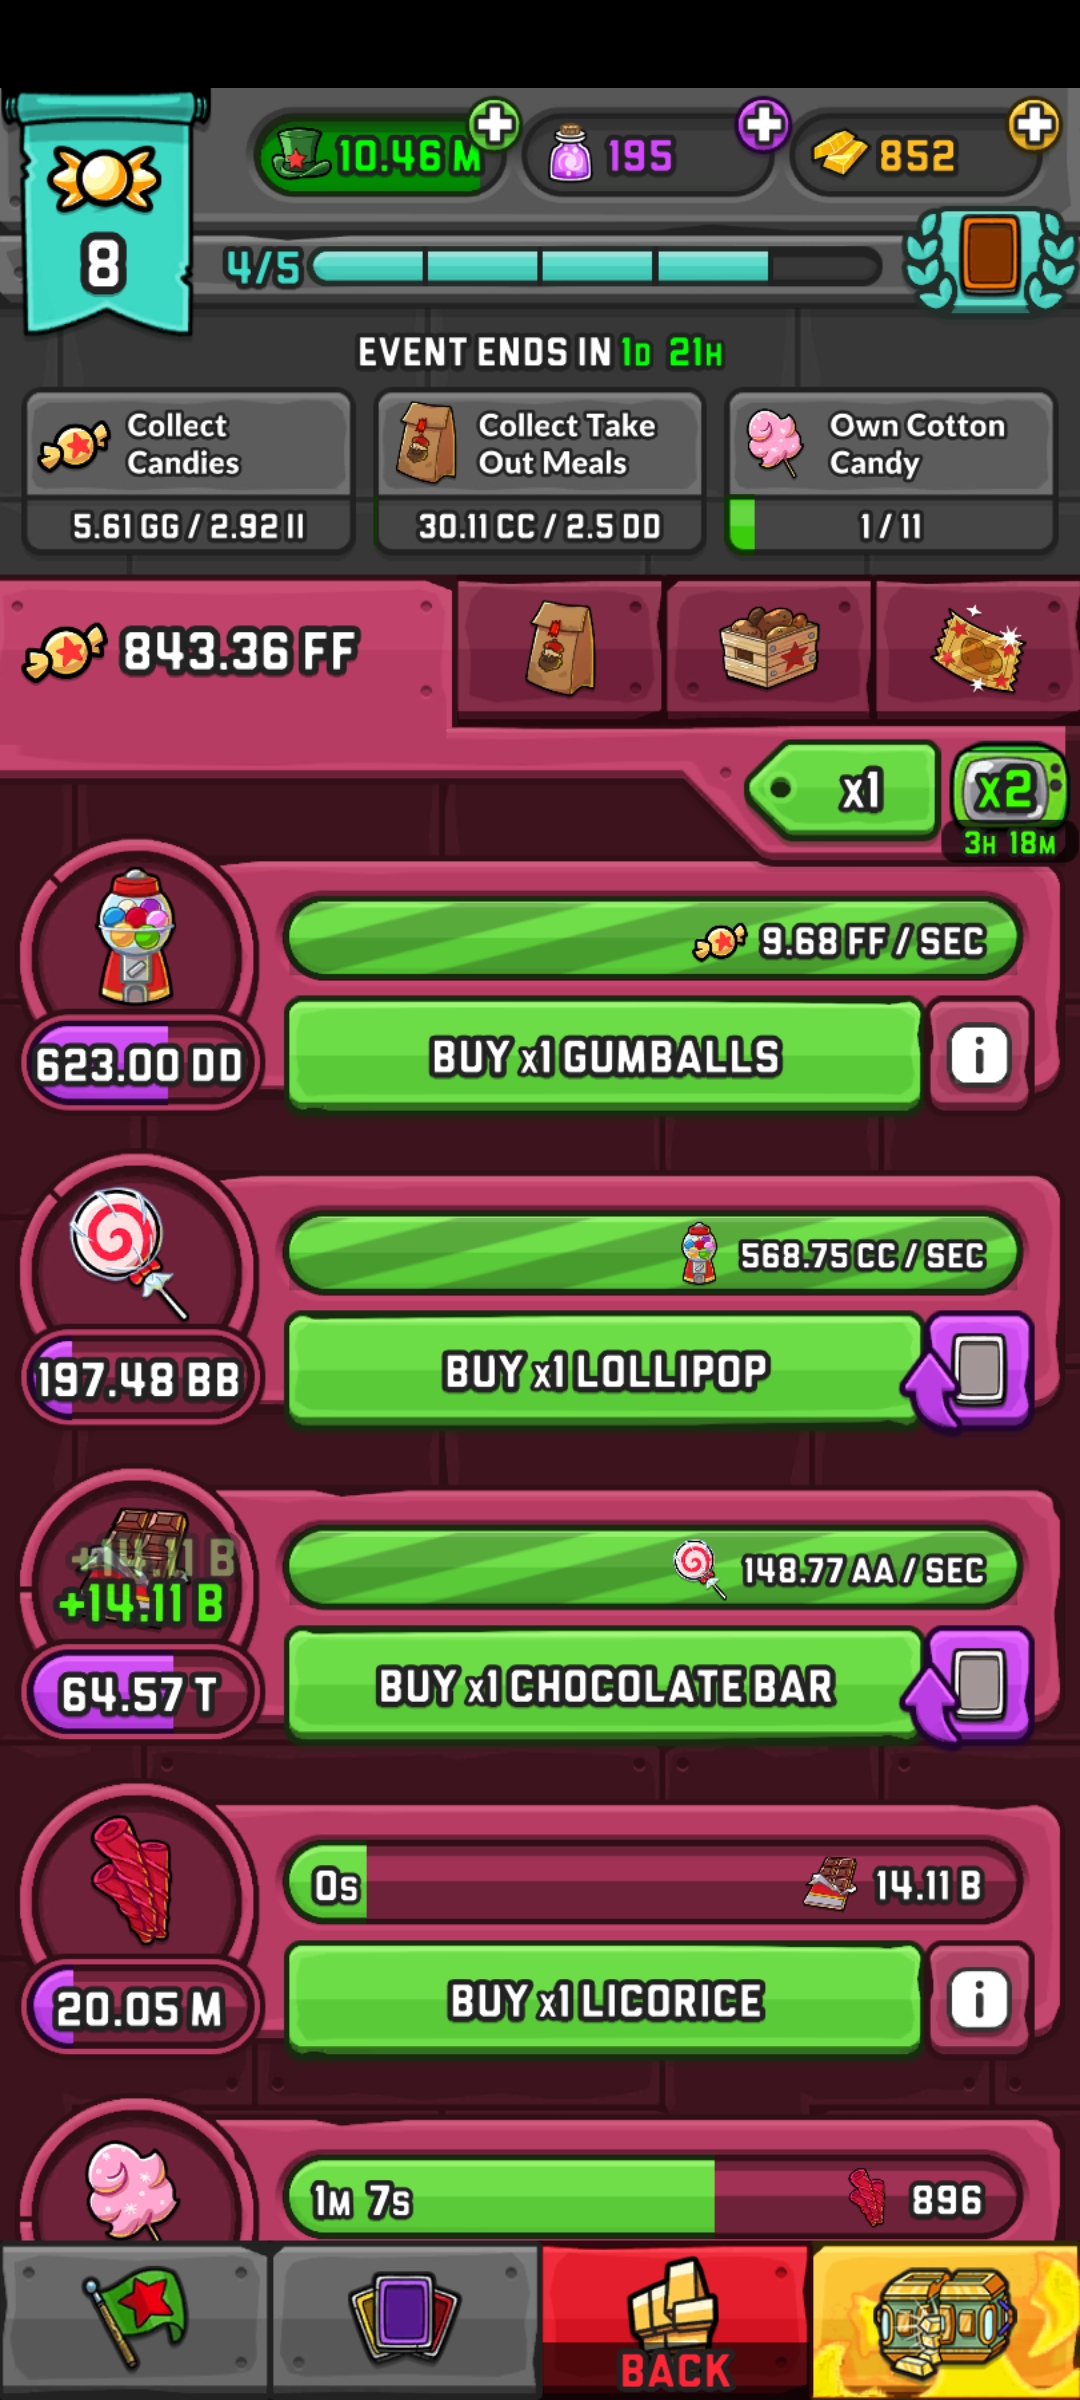 10.46 M
195
852
8
4/5
EVENT ENDS IN 1D 21H
Collect
Candies
5.61 GG / 2.92 II
Collect Take
Out Meals
30.11 CC / 2.5 DD
Own Cotton
Candy
1 / 11
843.36 FF
x1
x2
3H 18M
9.68 FF / SEC
623.00 DD
BUY x1 GUMBALLS
i
568.75 CC / SEC
197.48 BB
BUY x1 LOLLIPOP
+14.11 B
+14.11 B
148.77 AA / SEC
64.57 T
BUY x1 CHOCOLATE BAR
0S
14.11 B
20.05 M
BUY x1 LICORICE
i
1M 7S
896
BACK